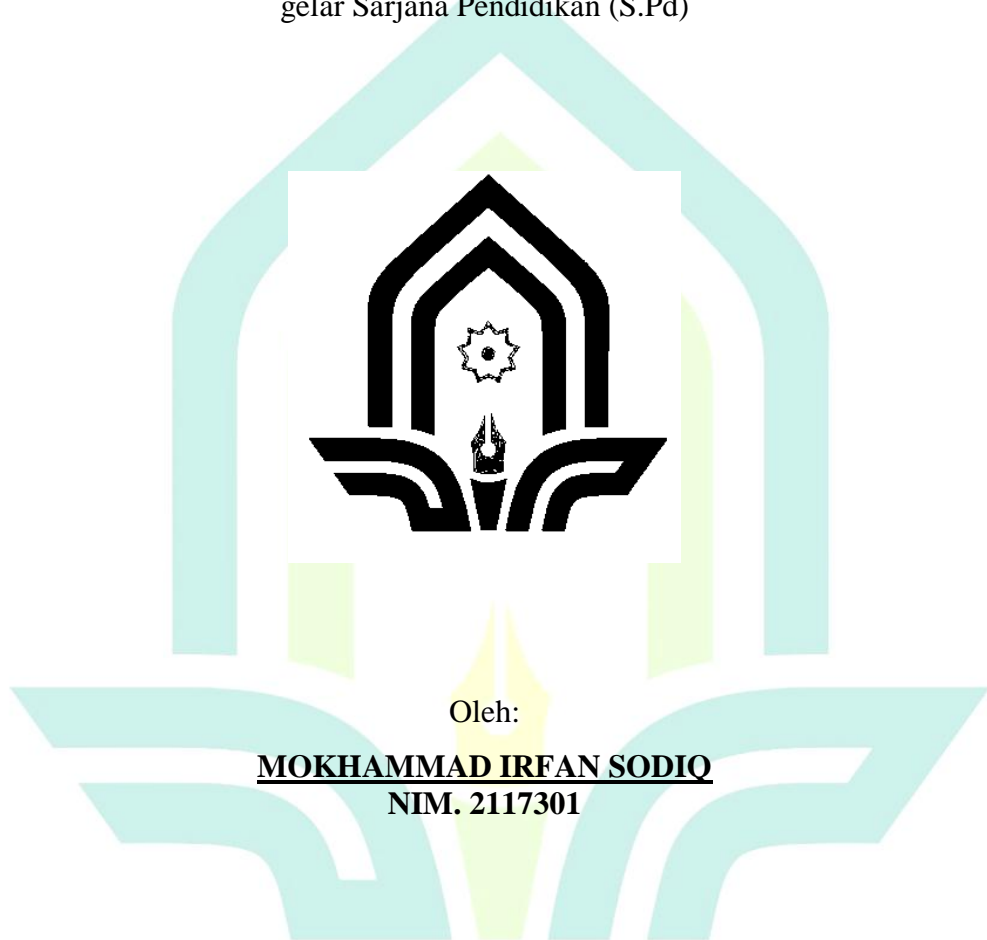 gelar Sarjana Pendidikan (S.Pd)
Oleh:
MOKHAMMAD IRFAN SODIQ
NIM. 2117301